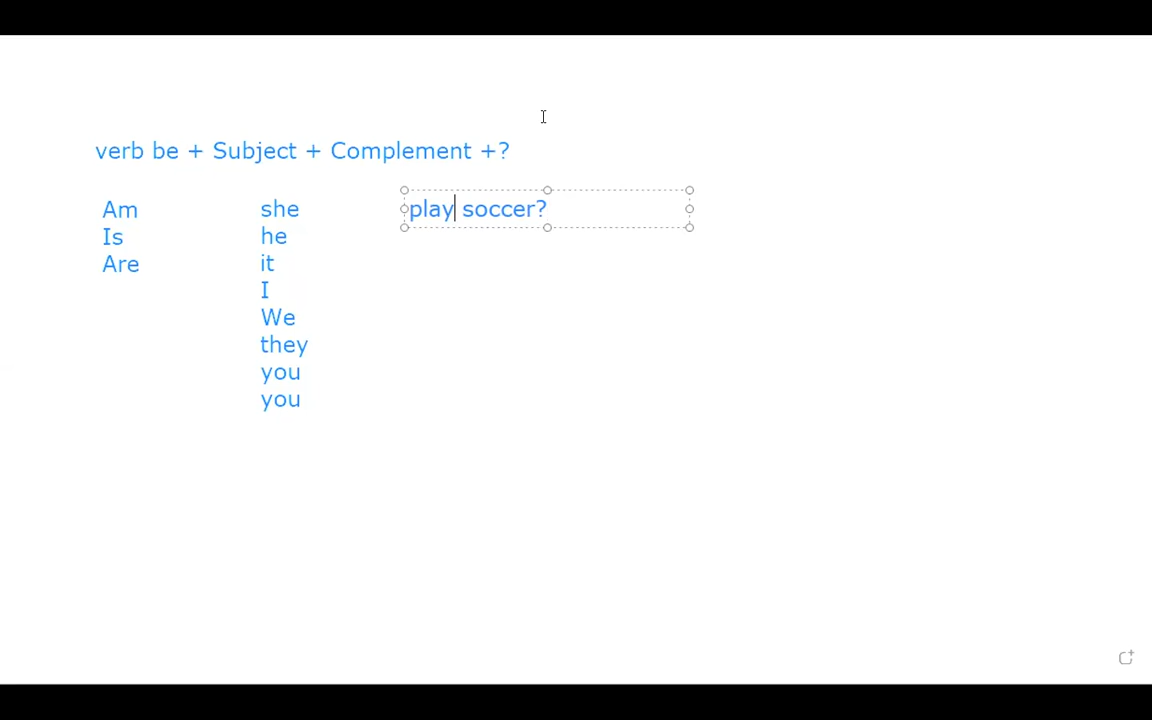 verb be + Subject + Complement +?
Am she play soccer?
Is he
Are it
I
We
they
you
you